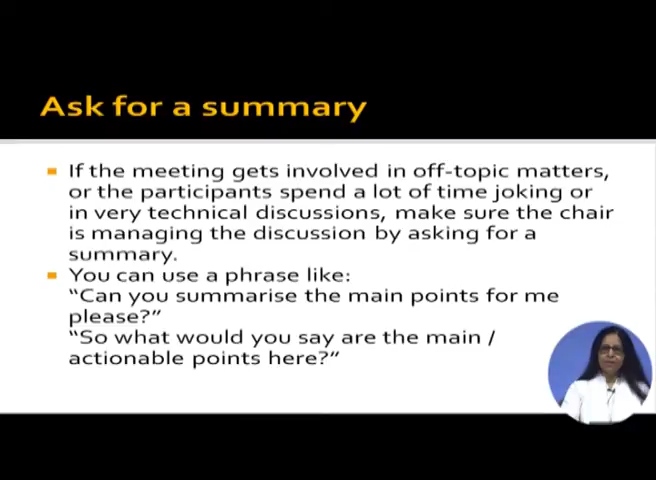 Ask for a summary
If the meeting gets involved in off-topic matters,
or the participants spend a lot of time joking or
in very technical discussions, make sure the chair
is managing the discussion by asking for a
summary.
You can use a phrase like:
“Can you summarise the main points for me
please?”
“So what would you say are the main /
actionable points here?”